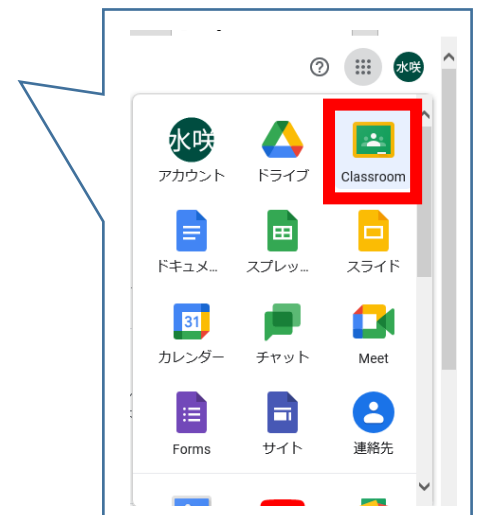 水咲
水咲
アカウント
ドライブ
Classroom
ドキュメ...
スプレッ...
スライド
31
カレンダー
チャット
Meet
Forms
サイト
連絡先